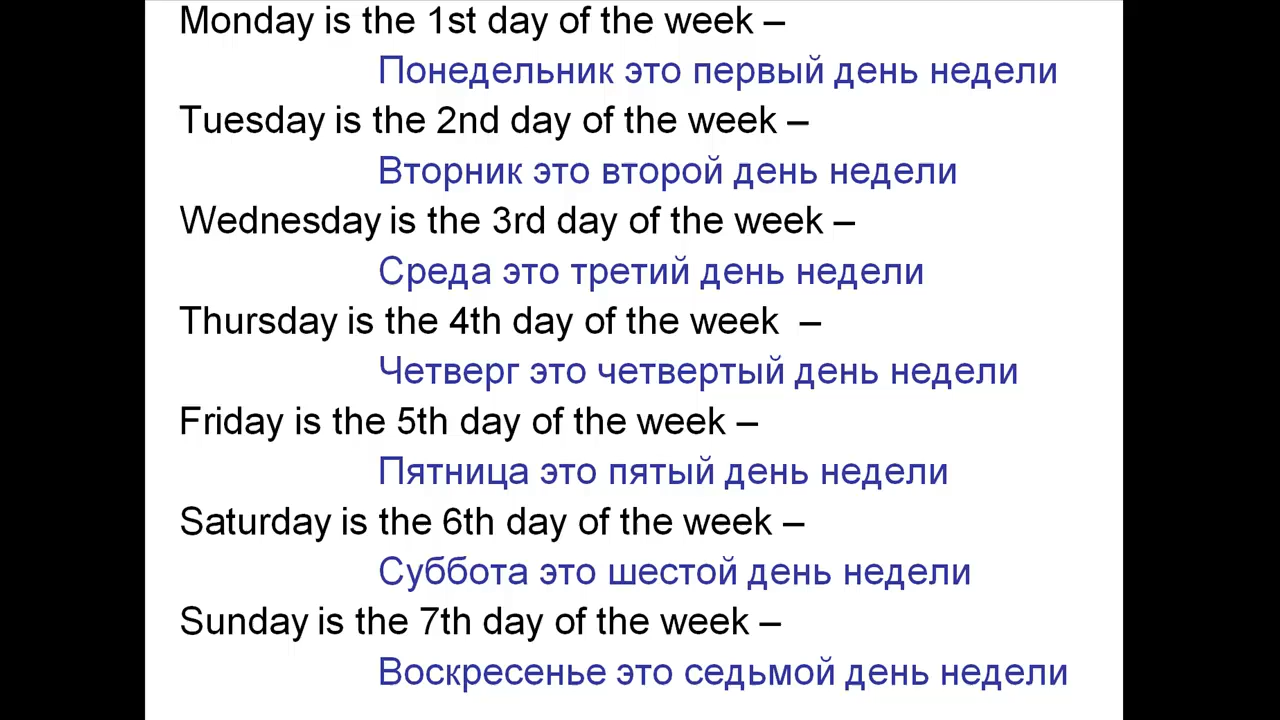 Monday is the 1st day of the week –
Понедельник это первый день недели
Tuesday is the 2nd day of the week –
Вторник это второй день недели
Wednesday is the 3rd day of the week –
Среда это третий день недели
Thursday is the 4th day of the week –
Четверг это четвертый день недели
Friday is the 5th day of the week –
Пятница это пятый день недели
Saturday is the 6th day of the week –
Суббота это шестой день недели
Sunday is the 7th day of the week –
Воскресенье это седьмой день недели